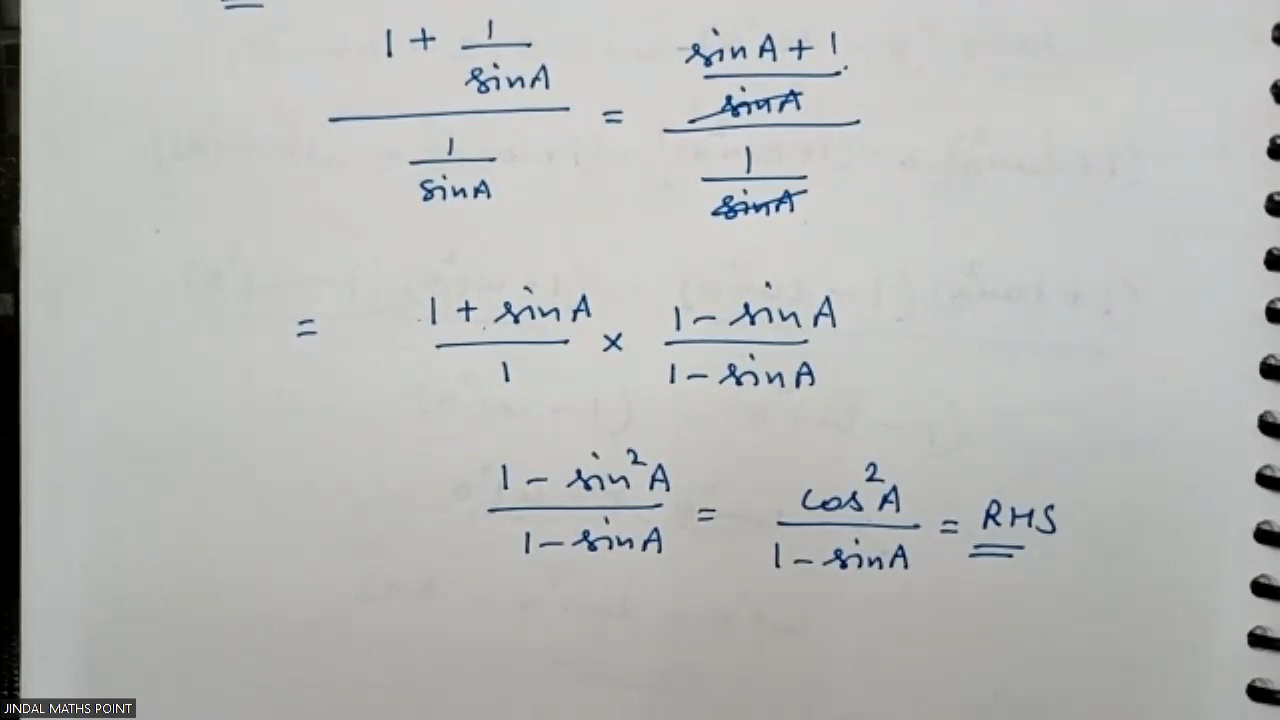 1 + 1/sinA / 1/sinA = sinA + 1/sinA / 1/sinA
= 1 + sinA/1 × 1 - sinA/1 - sinA
1 - sin²A/1 - sinA = cos²A/1 - sinA = RHS
JINDAL MATHS POINT